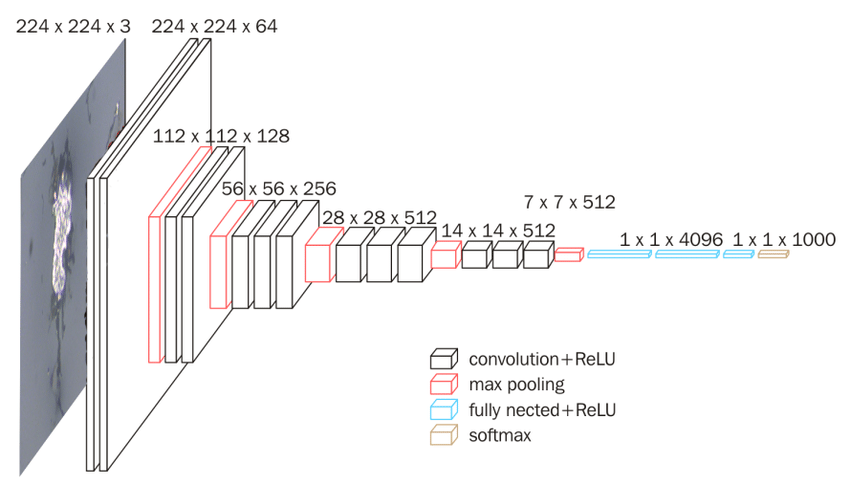 224 x 224 x 3
224 x 224 x 64
112 x 112 x 128
56 x 56 x 256
28 x 28 x 512
14 x 14 x 512
7 x 7 x 512
1 x 1 x 4096
1 x 1 x 1000
convolution+ReLU
max pooling
fully nected+ReLU
softmax